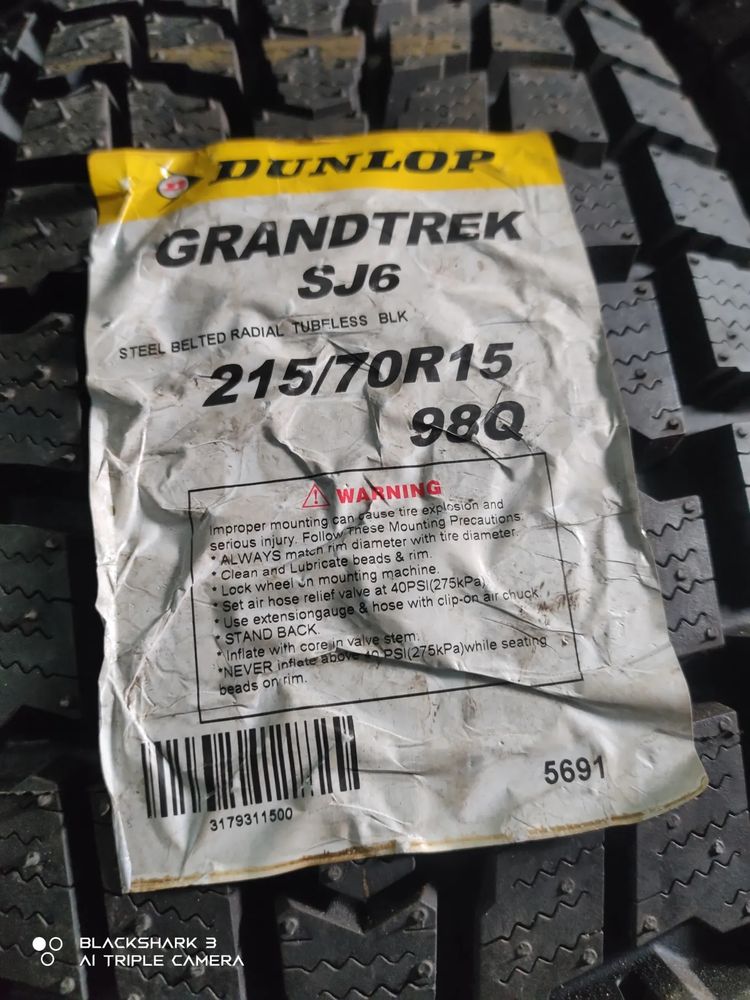 DUNLOP
GRANDTREK
SJ6
STEEL BELTED RADIAL TUBELESS BLK
215/70R15
98Q
WARNING
Improper mounting can cause tire explosion and
serious injury. Follow These Mounting Precautions:
* ALWAYS match rim diameter with tire diameter.
* Clean and Lubricate beads & rim.
* Lock wheel on mounting machine.
* Set air hose relief valve at 40PSI(275kPa)
* Use extensiongauge & hose with clip-on air chuck.
* STAND BACK.
* Inflate with core in valve stem.
*NEVER inflate above 40 PSI(275kPa)while seating
beads on rim.
3179311500
5691
BLACKSHARK 3
AI TRIPLE CAMERA